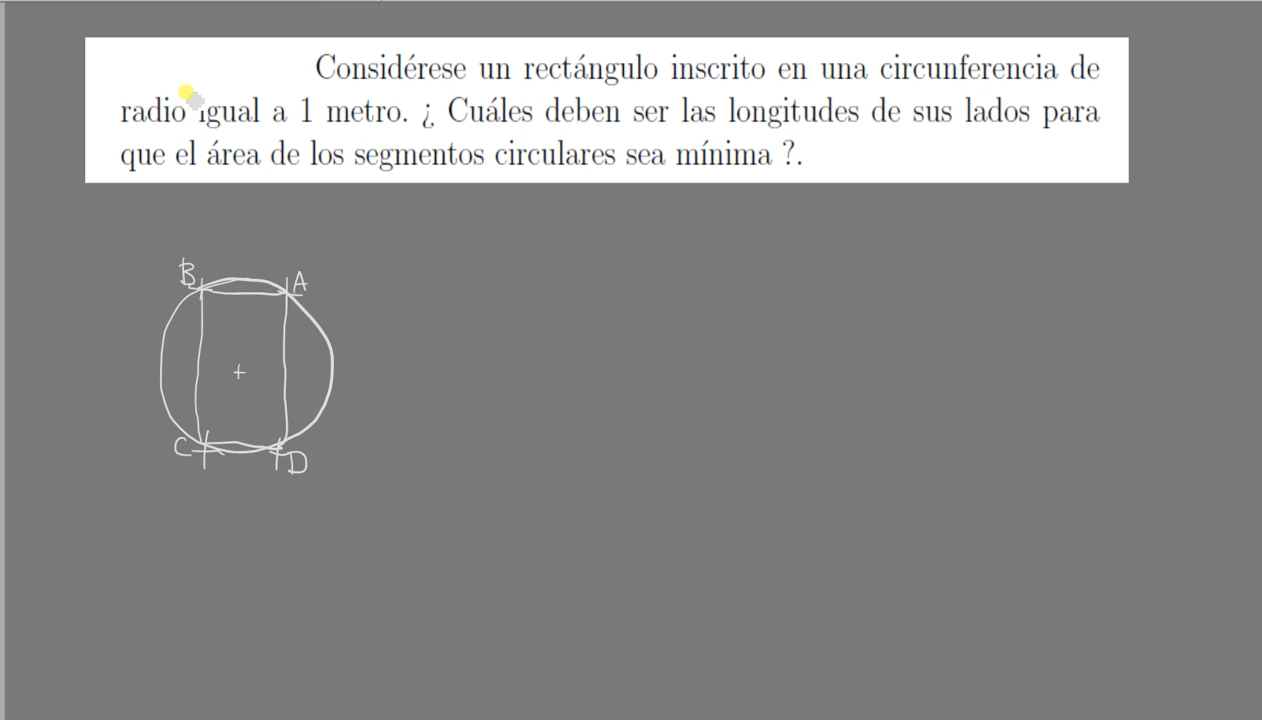 Considérese un rectángulo inscrito en una circunferencia de
radio igual a 1 metro. ¿ Cuáles deben ser las longitudes de sus lados para
que el área de los segmentos circulares sea mínima ?.
B A
C D